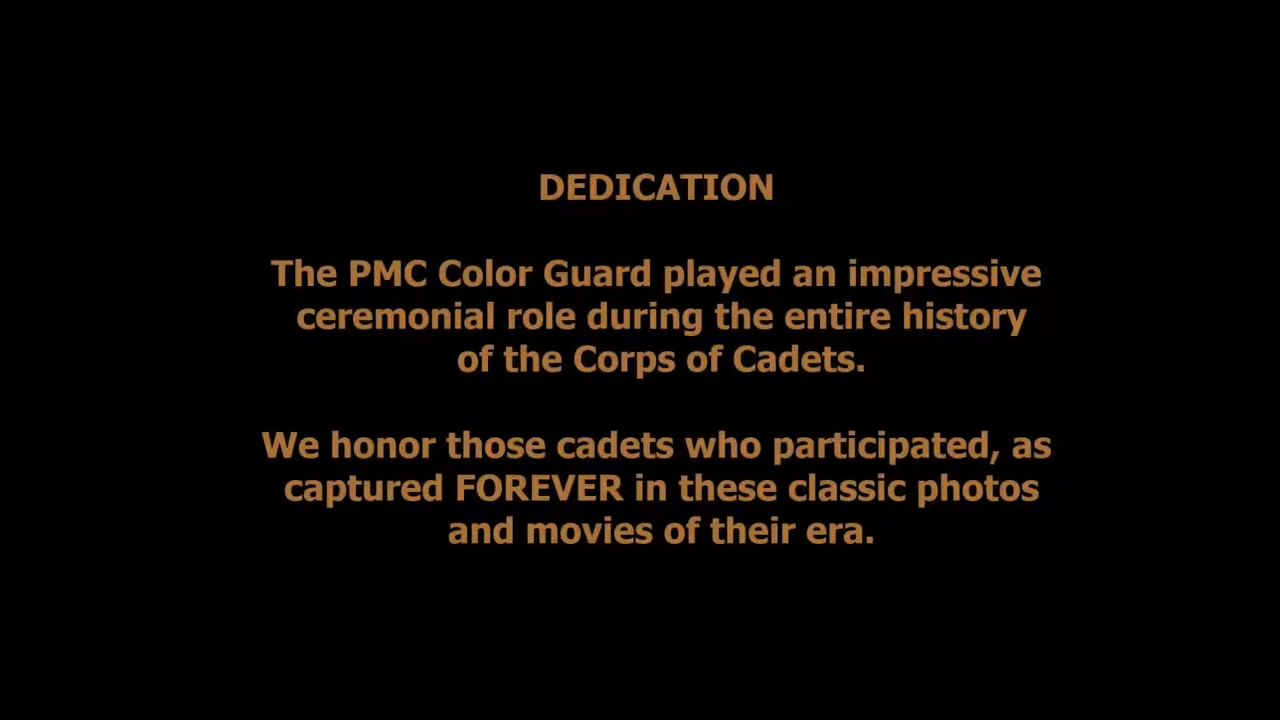 DEDICATION
The PMC Color Guard played an impressive
ceremonial role during the entire history
of the Corps of Cadets.
We honor those cadets who participated, as
captured FOREVER in these classic photos
and movies of their era.